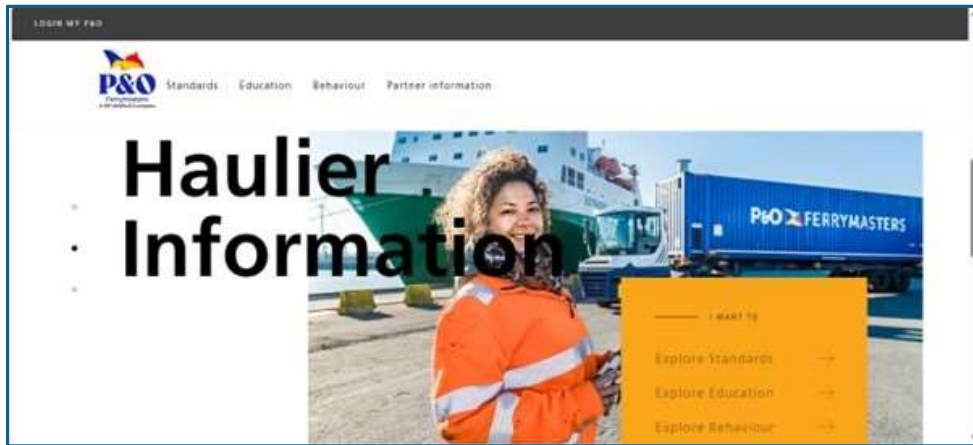 LOGIN MY P&O
P&O
Ferrymasters
Standards Education Behaviour Partner information
Haulier
Information
P&O FERRYMASTERS
I WANT TO
Explore Standards
Explore Education
Explore Behaviour